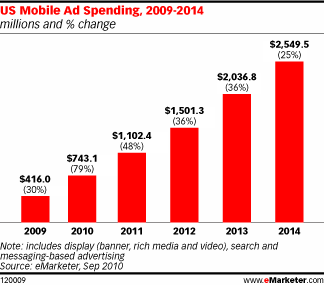 US Mobile Ad Spending, 2009-2014
millions and % change
$2,549.5
(25%)
$2,036.8
(36%)
$1,501.3
(36%)
$1,102.4
(48%)
$743.1
(79%)
$416.0
(30%)
2009 2010 2011 2012 2013 2014
Note: includes display (banner, rich media and video), search and
messaging-based advertising
Source: eMarketer, Sep 2010
120009 www.eMarketer.com